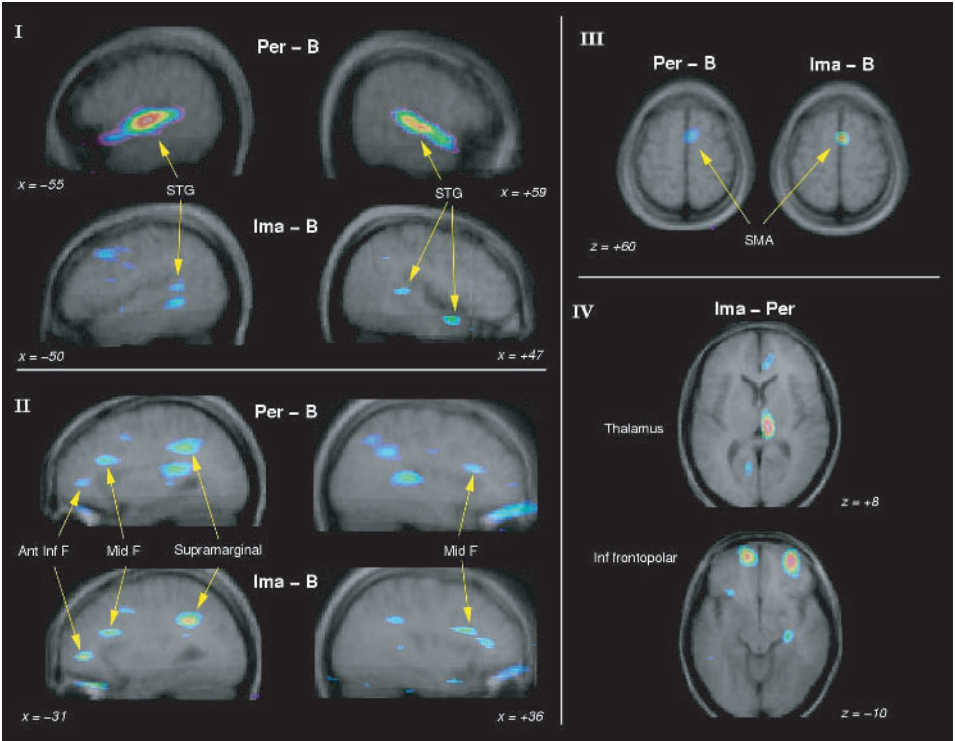 I
Per – B
x = –55
STG
STG
x = +59
Ima – B
x = –50
x = +47
II
Per – B
Ant Inf F
Mid F
Supramarginal
Mid F
Ima – B
x = –31
x = +36
III
Per – B
Ima – B
z = +60
SMA
IV
Ima – Per
Thalamus
z = +8
Inf frontopolar
z = –10